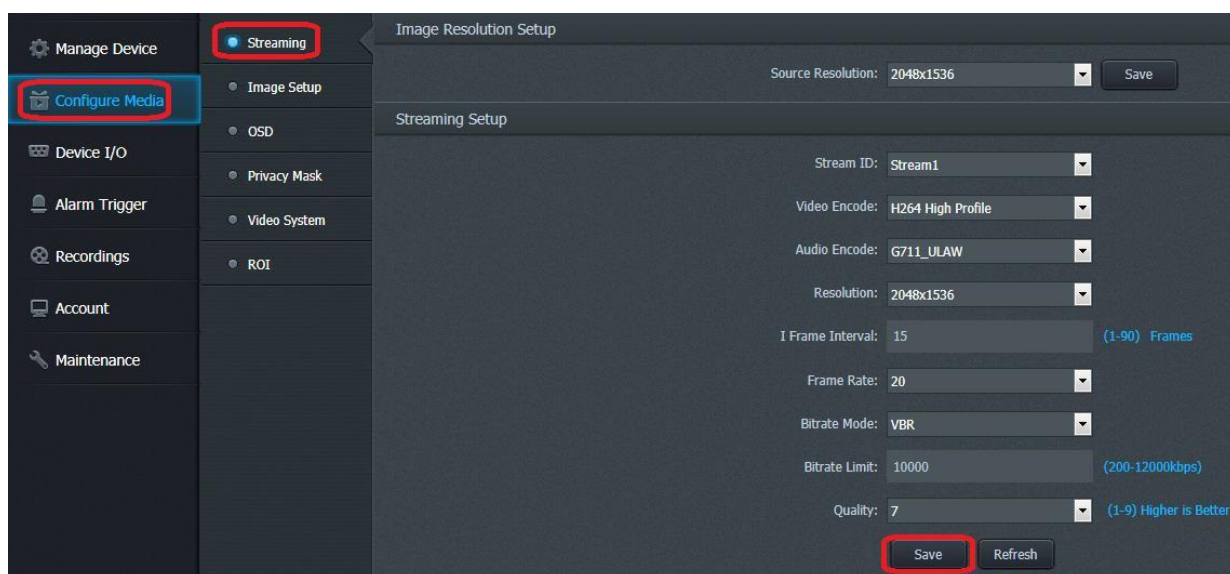 Manage Device
Configure Media
Device I/O
Alarm Trigger
Recordings
Account
Maintenance
Streaming
Image Setup
OSD
Privacy Mask
Video System
ROI
Image Resolution Setup
Source Resolution: 2048x1536 Save
Streaming Setup
Stream ID: Stream1
Video Encode: H264 High Profile
Audio Encode: G711_ULAW
Resolution: 2048x1536
I Frame Interval: 15 (1-90) Frames
Frame Rate: 20
Bitrate Mode: VBR
Bitrate Limit: 10000 (200-12000kbps)
Quality: 7 (1-9) Higher is Better
Save Refresh